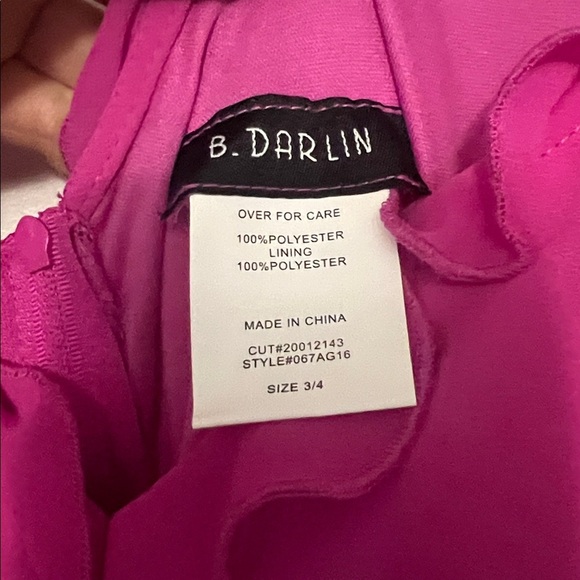 B. DARLIN
OVER FOR CARE
100%POLYESTER
LINING
100%POLYESTER
MADE IN CHINA
CUT#20012143
STYLE#067AG16
SIZE 3/4